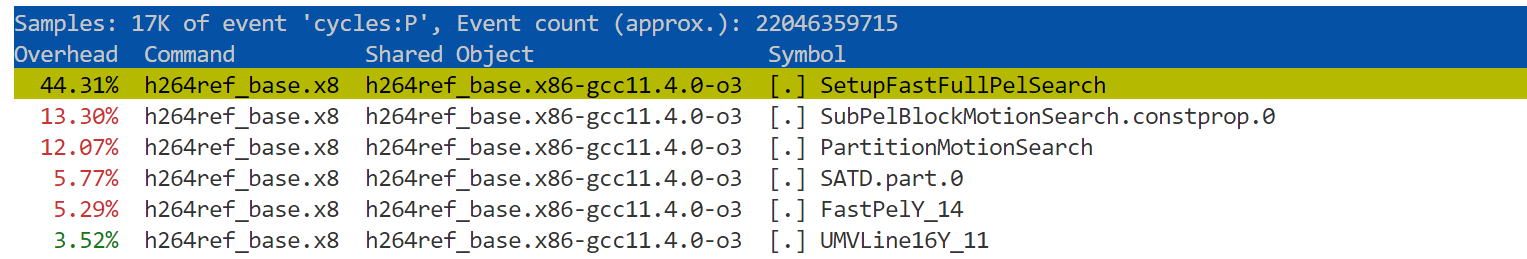 Samples: 17K of event 'cycles:P', Event count (approx.): 22046359715
Overhead  Command       Shared Object                  Symbol
  44.31%  h264ref_base.x8  h264ref_base.x86-gcc11.4.0-o3  [.] SetupFastFullPelSearch
  13.30%  h264ref_base.x8  h264ref_base.x86-gcc11.4.0-o3  [.] SubPelBlockMotionSearch.constprop.0
  12.07%  h264ref_base.x8  h264ref_base.x86-gcc11.4.0-o3  [.] PartitionMotionSearch
   5.77%  h264ref_base.x8  h264ref_base.x86-gcc11.4.0-o3  [.] SATD.part.0
   5.29%  h264ref_base.x8  h264ref_base.x86-gcc11.4.0-o3  [.] FastPelY_14
   3.52%  h264ref_base.x8  h264ref_base.x86-gcc11.4.0-o3  [.] UMVLine16Y_11